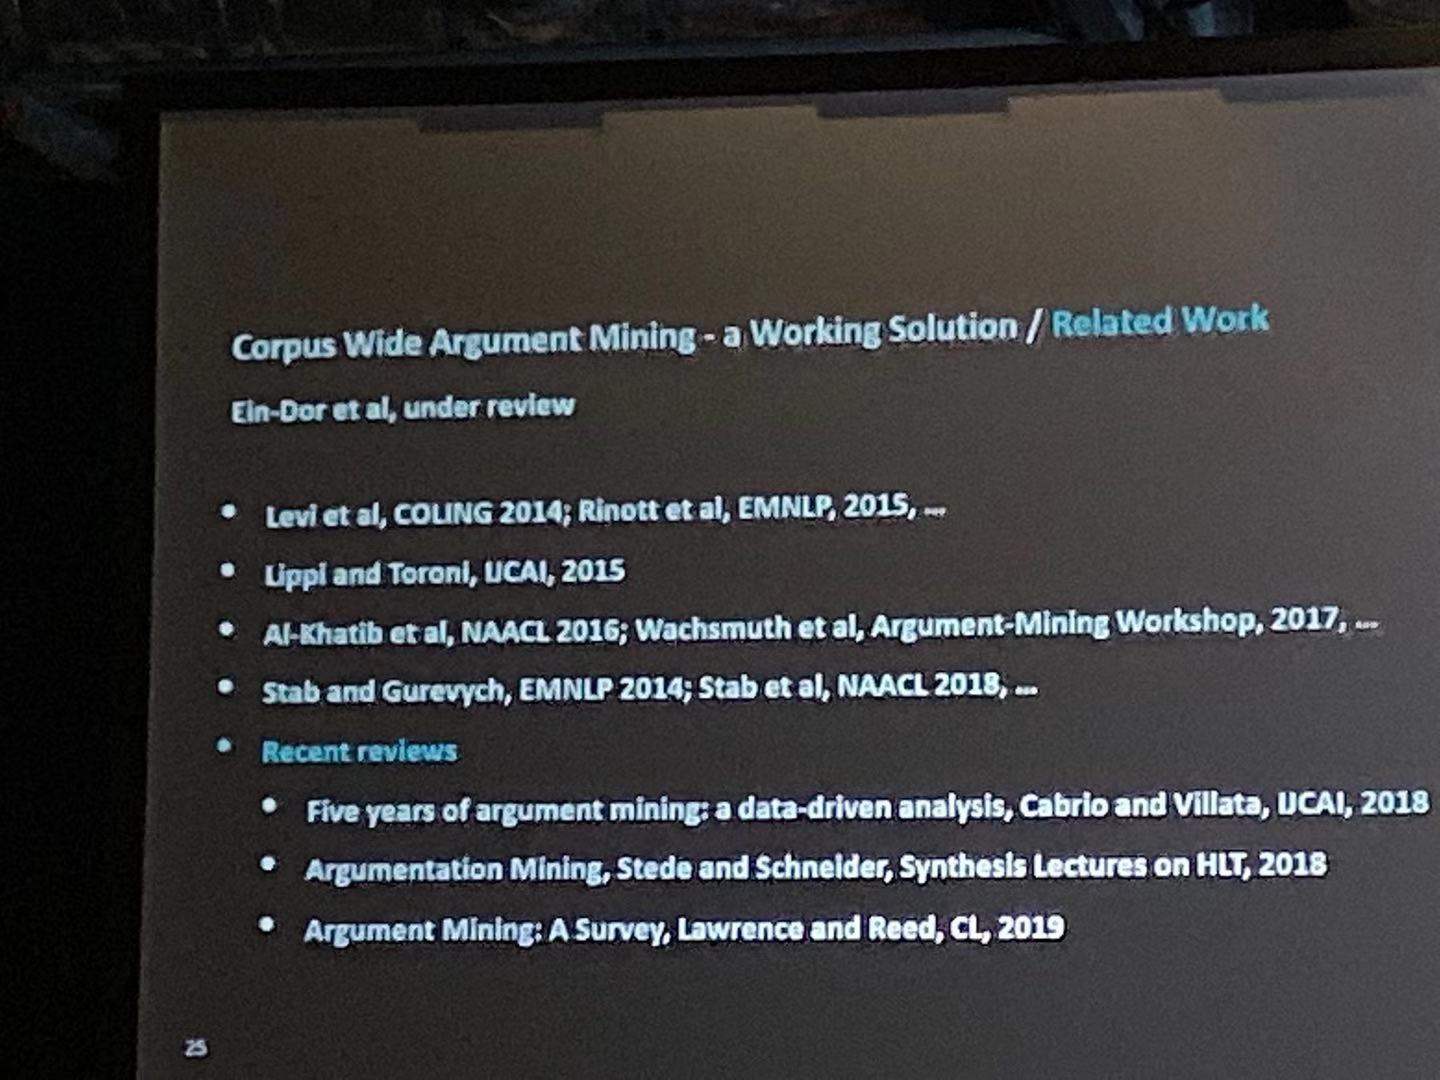 Corpus Wide Argument Mining - a Working Solution / Related Work
Ein-Dor et al, under review
• Levi et al, COLING 2014; Rinott et al, EMNLP, 2015, ...
• Lippi and Toroni, IJCAI, 2015
• Al-Khatib et al, NAACL 2016; Wachsmuth et al, Argument-Mining Workshop, 2017, ...
• Stab and Gurevych, EMNLP 2014; Stab et al, NAACL 2018, ...
• Recent reviews
• Five years of argument mining: a data-driven analysis, Cabrio and Villata, IJCAI, 2018
• Argumentation Mining, Stede and Schneider, Synthesis Lectures on HLT, 2018
• Argument Mining: A Survey, Lawrence and Reed, CL, 2019
25